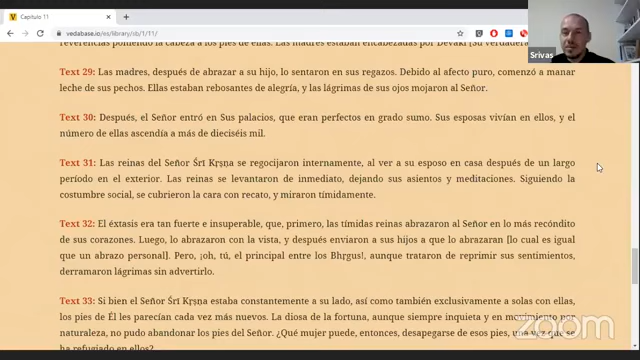 Capítulo 11
vedabase.io/es/library/sb/1/11/
Srivas
reverencias poniendo la cabeza a los pies de ellas. Las madres estaban encabezadas por Devakī [Su verdadera
Text 29: Las madres, después de abrazar a su hijo, lo sentaron en sus regazos. Debido al afecto puro, comenzó a manar
leche de sus pechos. Ellas estaban rebosantes de alegría, y las lágrimas de sus ojos mojaron al Señor.
Text 30: Después, el Señor entró en Sus palacios, que eran perfectos en grado sumo. Sus esposas vivían en ellos, y el
número de ellas ascendía a más de dieciséis mil.
Text 31: Las reinas del Señor Śrī Kṛṣṇa se regocijaron internamente, al ver a su esposo en casa después de un largo
período en el exterior. Las reinas se levantaron de inmediato, dejando sus asientos y meditaciones. Siguiendo la
costumbre social, se cubrieron la cara con recato, y miraron tímidamente.
Text 32: El éxtasis era tan fuerte e insuperable, que, primero, las tímidas reinas abrazaron al Señor en lo más recóndito
de sus corazones. Luego, lo abrazaron con la vista, y después enviaron a sus hijos a que lo abrazaran [lo cual es igual
que un abrazo personal]. Pero, ¡oh, tú, el principal entre los Bhṛgus!, aunque trataron de reprimir sus sentimientos,
derramaron lágrimas sin advertirlo.
Text 33: Si bien el Señor Śrī Kṛṣṇa estaba constantemente a su lado, así como también exclusivamente a solas con ellas,
los pies de Él les parecían cada vez más nuevos. La diosa de la fortuna, aunque siempre inquieta y en movimiento por
naturaleza, no pudo abandonar los pies del Señor. ¿Qué mujer puede, entonces, desapegarse de esos pies, una vez que se
ha refugiado en ellos?
zoom